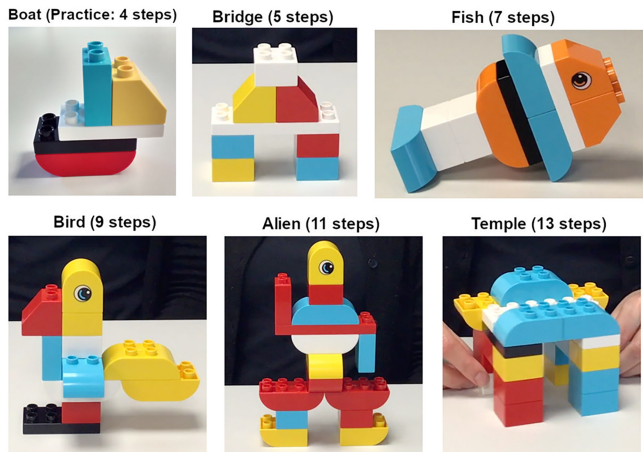 Boat (Practice: 4 steps)
Bridge (5 steps)
Fish (7 steps)
Bird (9 steps)
Alien (11 steps)
Temple (13 steps)